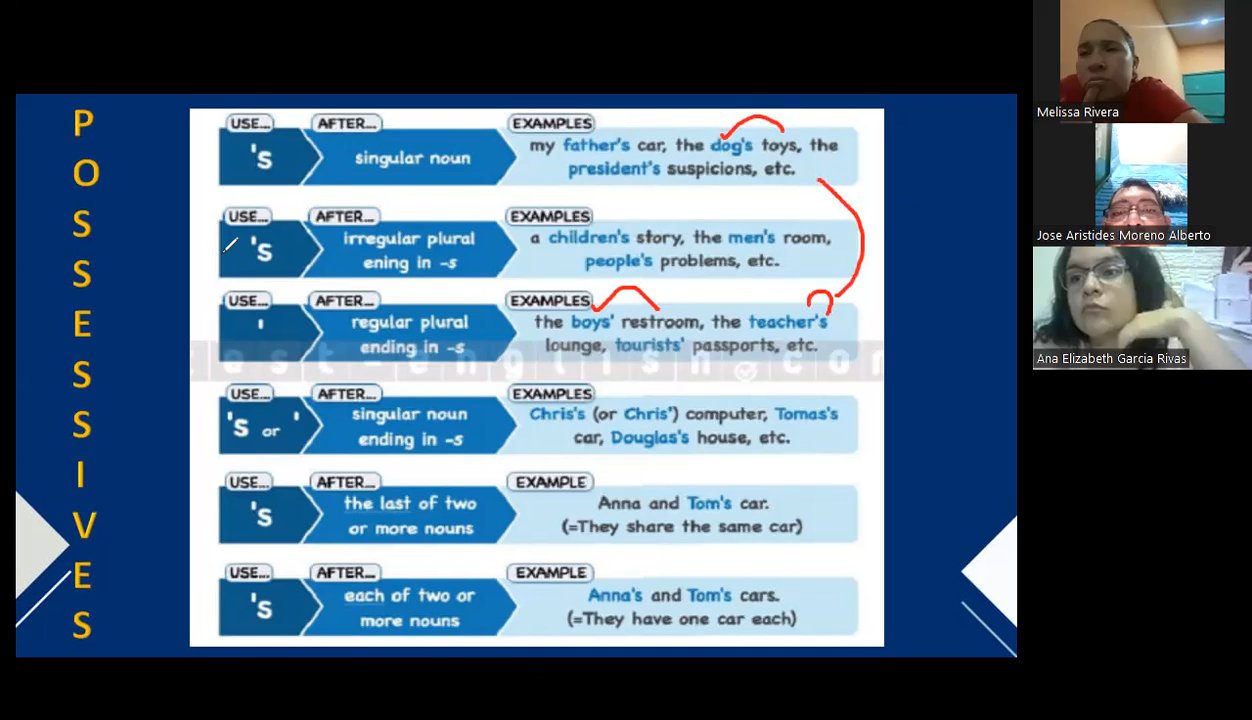 POSSESSIVES
USE... AFTER... EXAMPLES
's singular noun my father's car, the dog's toys, the
president's suspicions, etc.
USE... AFTER... EXAMPLES
's irregular plural a children's story, the men's room,
ening in -s people's problems, etc.
USE... AFTER... EXAMPLES
' regular plural the boys' restroom, the teacher's
ending in -s lounge, tourists' passports, etc.
test-english.com
USE... AFTER... EXAMPLES
's or ' singular noun Chris's (or Chris') computer, Tomas's
ending in -s car, Douglas's house, etc.
USE... AFTER... EXAMPLE
's the last of two Anna and Tom's car.
or more nouns (=They share the same car)
USE... AFTER... EXAMPLE
's each of two or Anna's and Tom's cars.
more nouns (=They have one car each)
Melissa Rivera
Jose Aristides Moreno Alberto
Ana Elizabeth Garcia Rivas